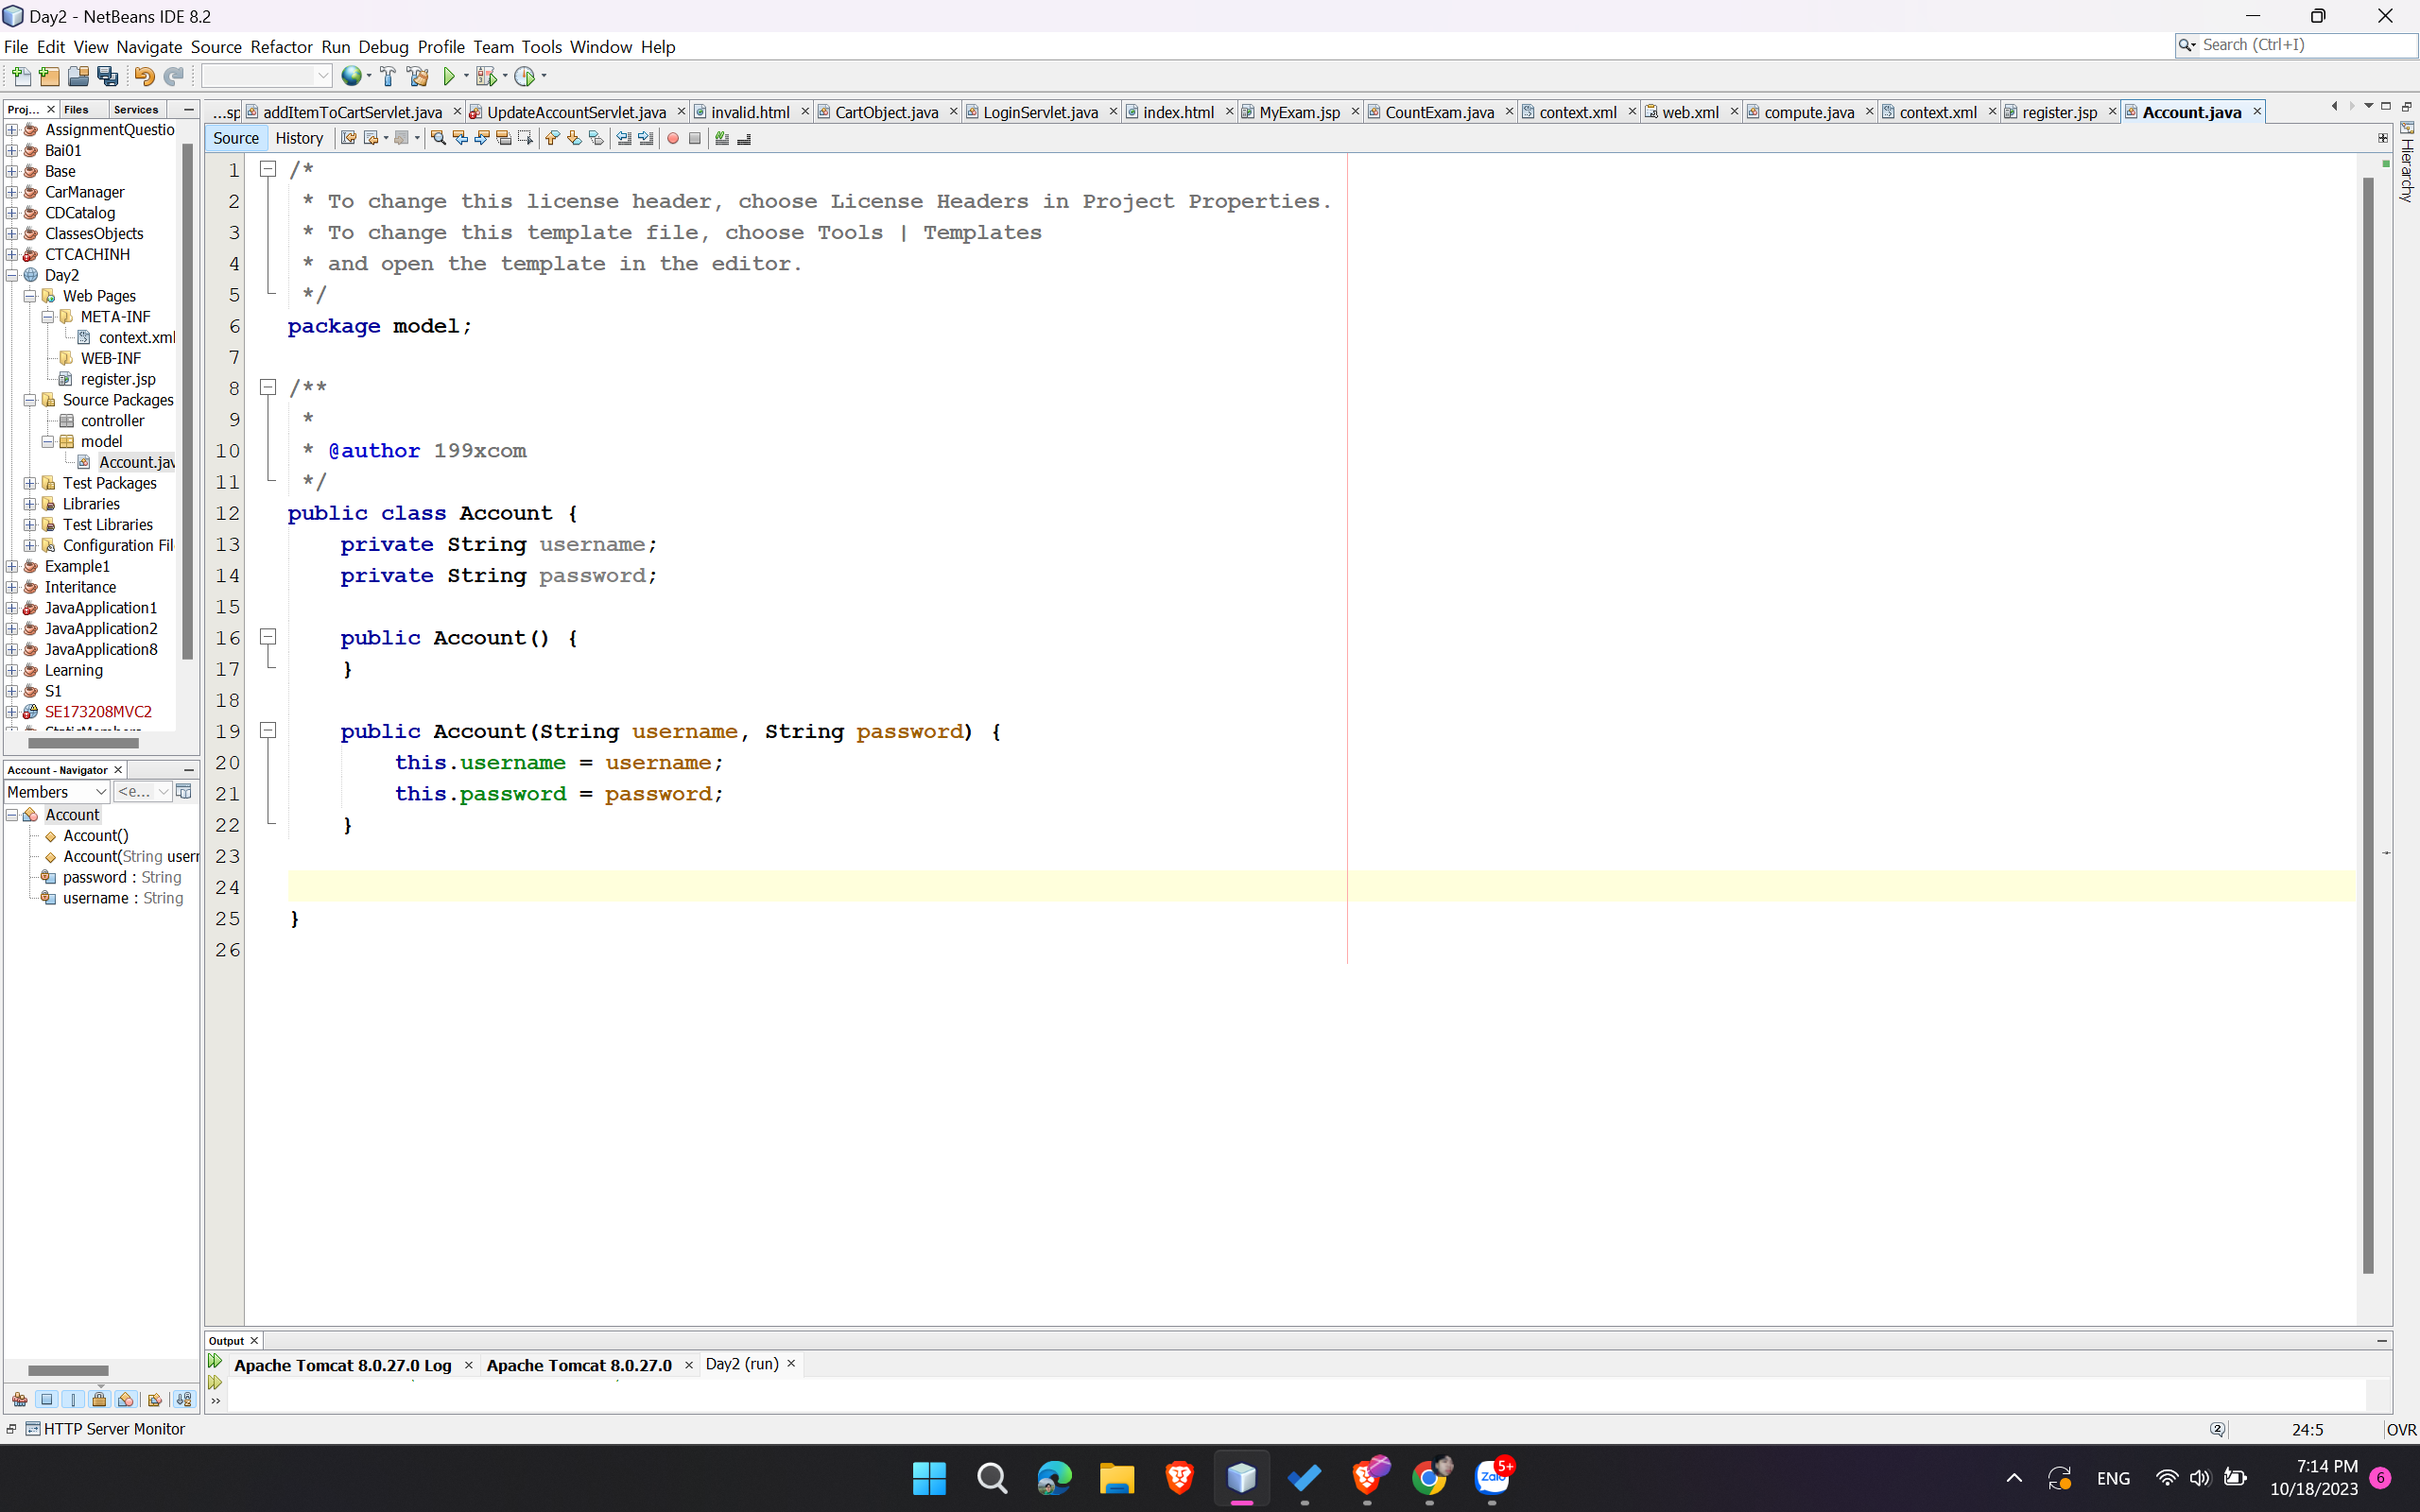 Day2 - NetBeans IDE 8.2
File Edit View Navigate Source Refactor Run Debug Profile Team Tools Window Help
Search (Ctrl+I)
Proj... Files Services
...sp addItemToCartServlet.java UpdateAccountServlet.java invalid.html CartObject.java LoginServlet.java index.html MyExam.jsp CountExam.java context.xml web.xml compute.java context.xml register.jsp Account.java
Source History
Hierarchy
AssignmentQuestio
Bai01
Base
CarManager
CDCatalog
ClassesObjects
CTCACHINH
Day2
Web Pages
META-INF
context.xml
WEB-INF
register.jsp
Source Packages
controller
model
Account.jav
Test Packages
Libraries
Test Libraries
Configuration Fil
Example1
Interitance
JavaApplication1
JavaApplication2
JavaApplication8
Learning
S1
SE173208MVC2
1 /*
2 * To change this license header, choose License Headers in Project Properties.
3 * To change this template file, choose Tools | Templates
4 * and open the template in the editor.
5 */
6 package model;
7
8 /**
9 *
10 * @author 199xcom
11 */
12 public class Account {
13 private String username;
14 private String password;
15
16 public Account() {
17 }
18
19 public Account(String username, String password) {
20 this.username = username;
21 this.password = password;
22 }
23
24
25 }
26
Account - Navigator
Members <e...
Account
Account()
Account(String usern
password : String
username : String
Output
Apache Tomcat 8.0.27.0 Log Apache Tomcat 8.0.27.0 Day2 (run)
HTTP Server Monitor
2
24:5 OVR
Zalo 5+
ENG
7:14 PM
10/18/2023
6